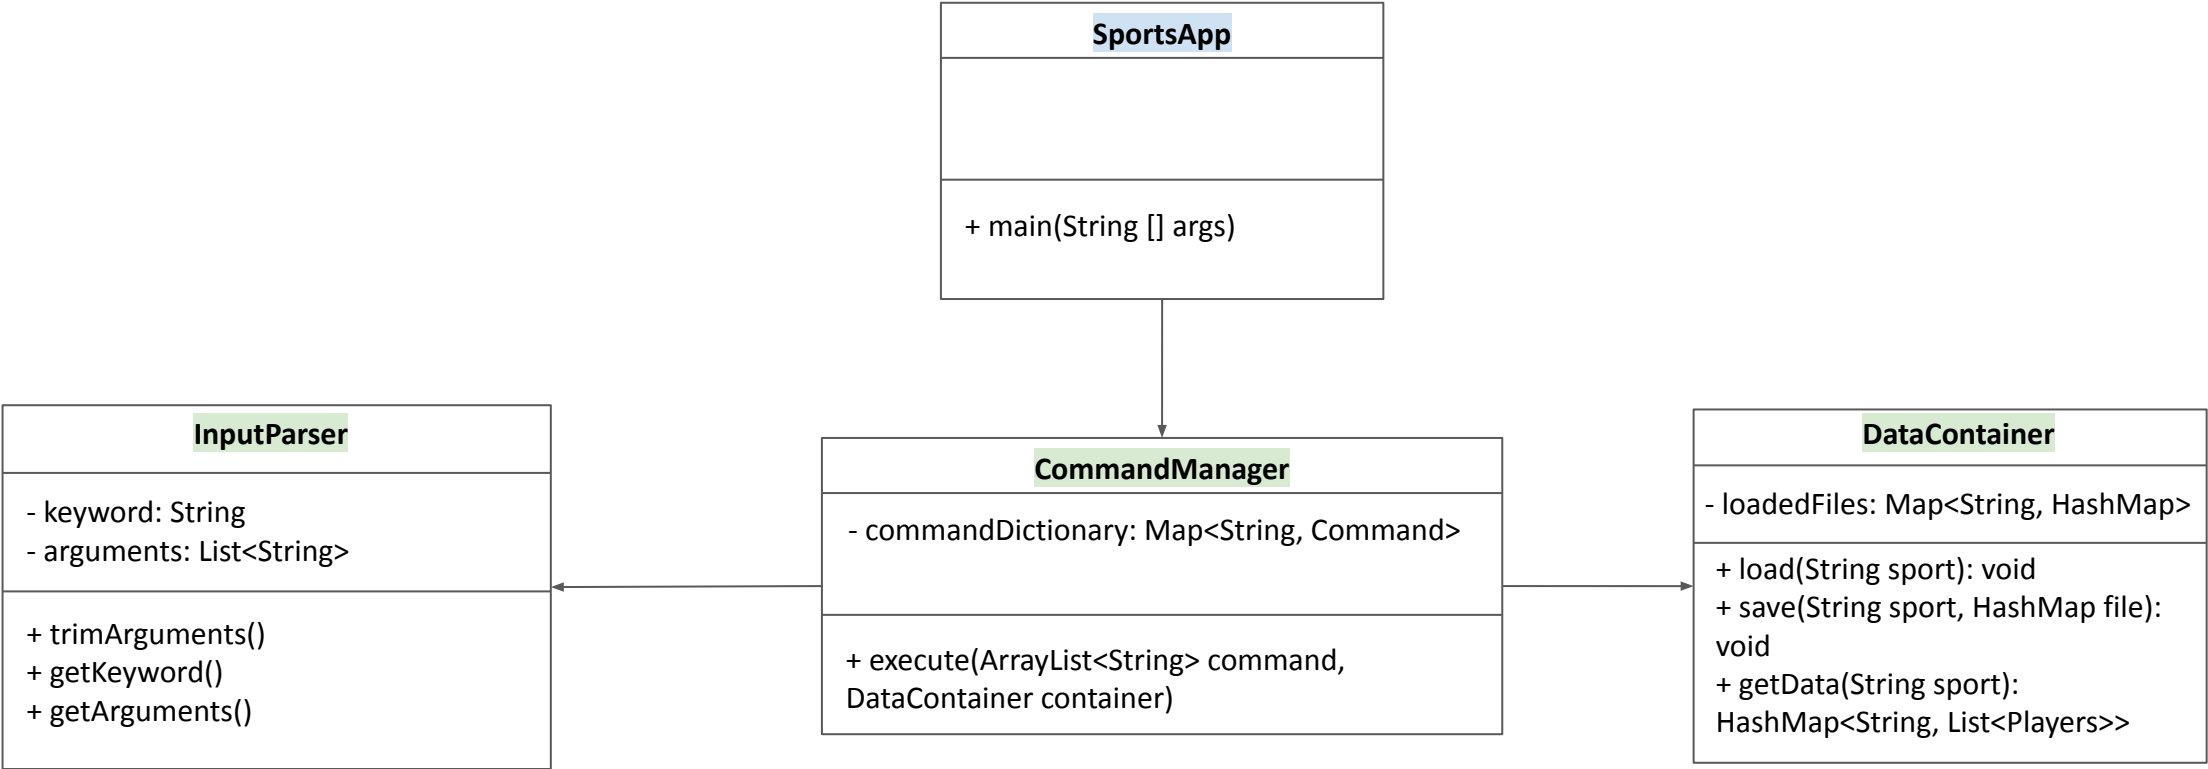 SportsApp
+ main(String [] args)
InputParser
- keyword: String
- arguments: List<String>
+ trimArguments()
+ getKeyword()
+ getArguments()
CommandManager
- commandDictionary: Map<String, Command>
+ execute(ArrayList<String> command,
DataContainer container)
DataContainer
- loadedFiles: Map<String, HashMap>
+ load(String sport): void
+ save(String sport, HashMap file):
void
+ getData(String sport):
HashMap<String, List<Players>>